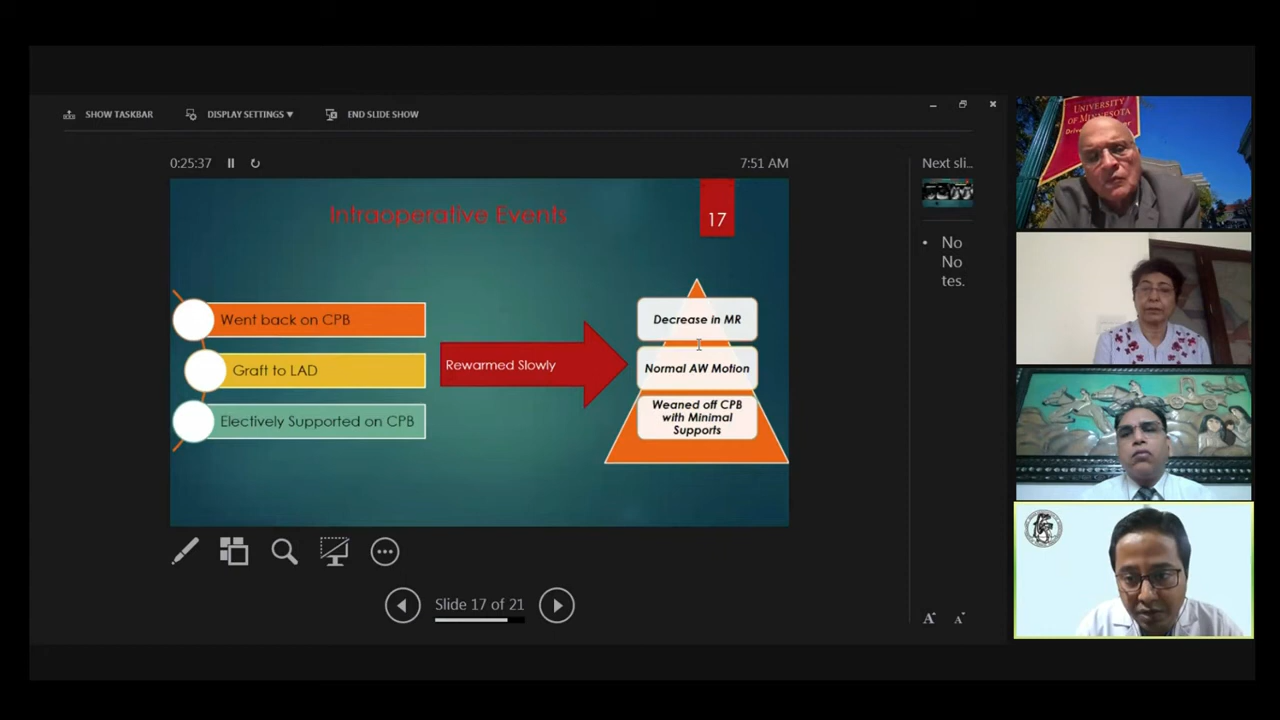 SHOW TASKBAR
DISPLAY SETTINGS ▾
END SLIDE SHOW
0:25:37
7:51 AM
Next sli..
Intraoperative Events
17
Went back on CPB
Graft to LAD
Electively Supported on CPB
Rewarmed Slowly
Decrease in MR
Normal AW Motion
Weaned off CPB
with Minimal
Supports
• No
No
tes.
Slide 17 of 21
A A
UNIVERSITY
OF MINNESOTA